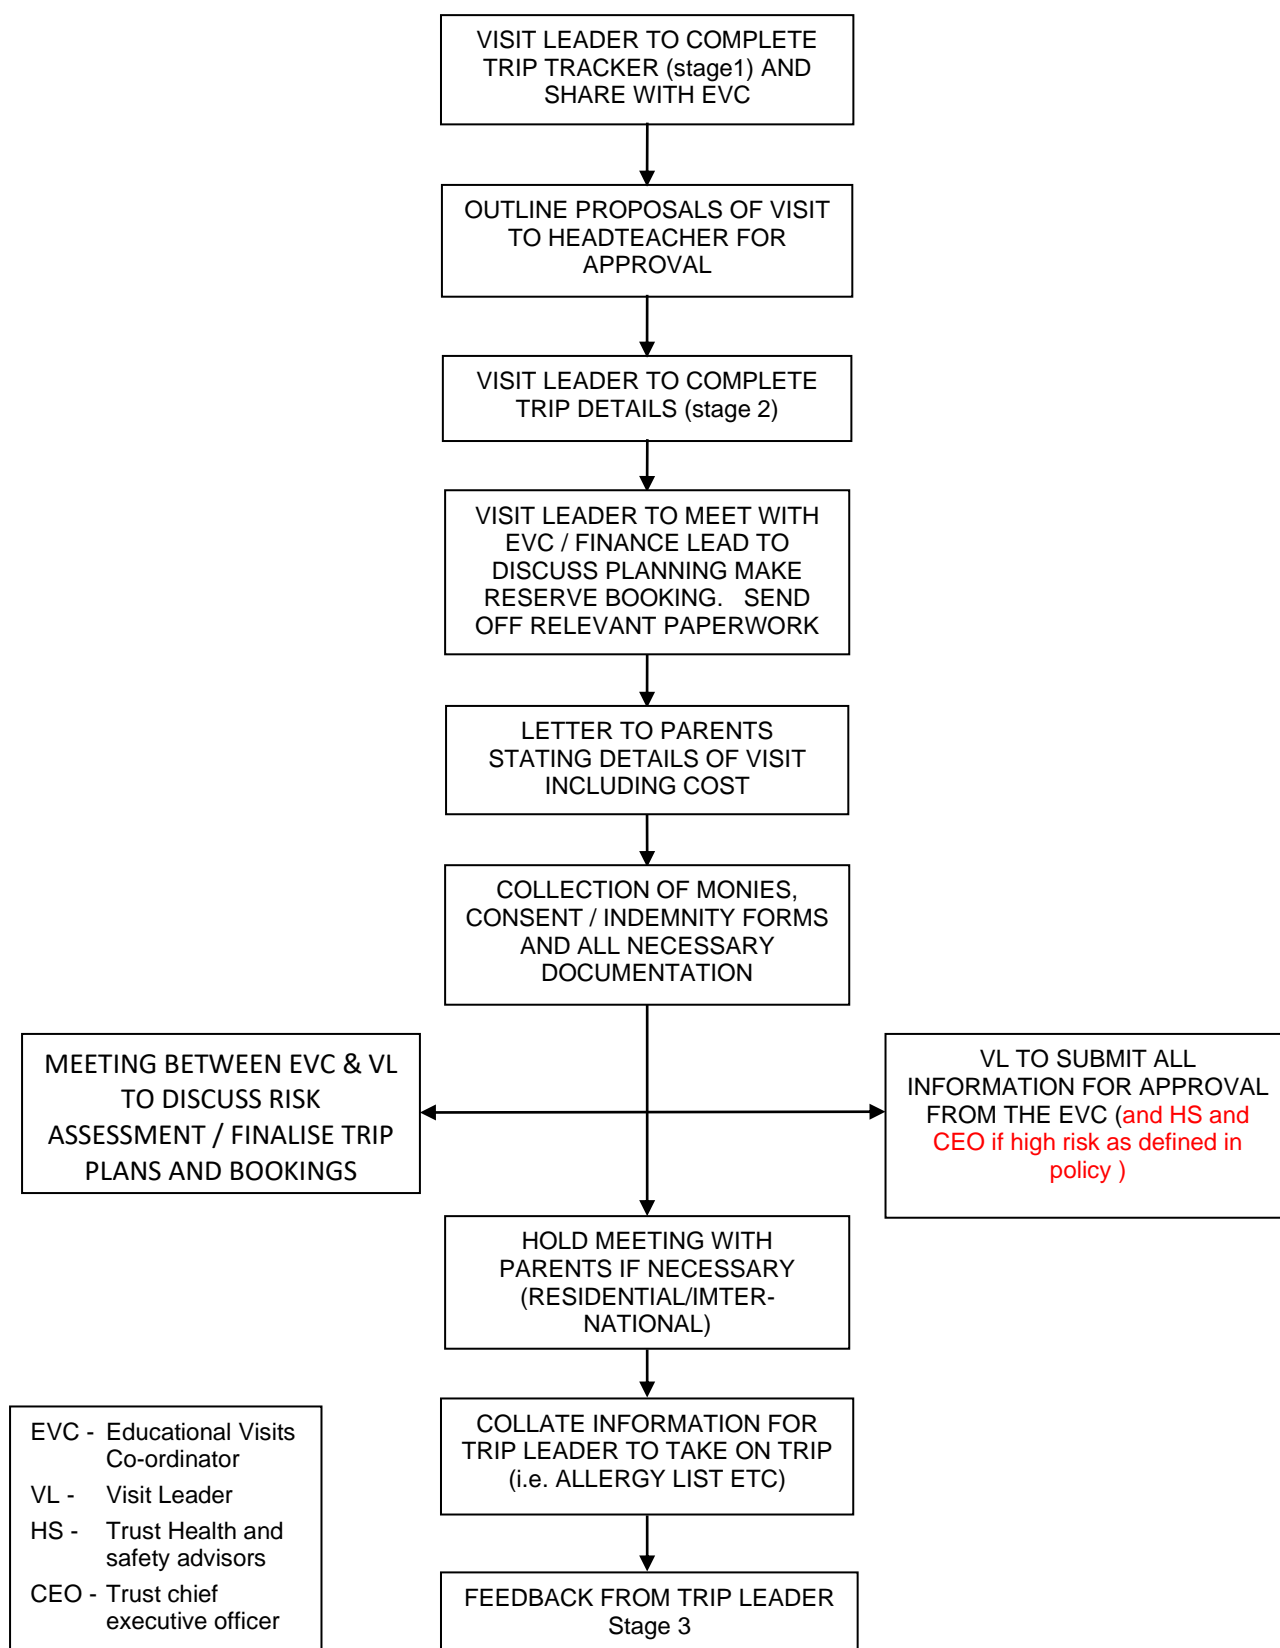 VISIT LEADER TO COMPLETE
TRIP TRACKER (stage1) AND
SHARE WITH EVC
OUTLINE PROPOSALS OF VISIT
TO HEADTEACHER FOR
APPROVAL
VISIT LEADER TO COMPLETE
TRIP DETAILS (stage 2)
VISIT LEADER TO MEET WITH
EVC / FINANCE LEAD TO
DISCUSS PLANNING MAKE
RESERVE BOOKING. SEND
OFF RELEVANT PAPERWORK
LETTER TO PARENTS
STATING DETAILS OF VISIT
INCLUDING COST
COLLECTION OF MONIES,
CONSENT / INDEMNITY FORMS
AND ALL NECESSARY
DOCUMENTATION
MEETING BETWEEN EVC & VL
TO DISCUSS RISK
ASSESSMENT / FINALISE TRIP
PLANS AND BOOKINGS
VL TO SUBMIT ALL
INFORMATION FOR APPROVAL
FROM THE EVC (and HS and
CEO if high risk as defined in
policy )
HOLD MEETING WITH
PARENTS IF NECESSARY
(RESIDENTIAL/IMTER-
NATIONAL)
COLLATE INFORMATION FOR
TRIP LEADER TO TAKE ON TRIP
(i.e. ALLERGY LIST ETC)
FEEDBACK FROM TRIP LEADER
Stage 3
EVC - Educational Visits
Co-ordinator
VL - Visit Leader
HS - Trust Health and
safety advisors
CEO - Trust chief
executive officer